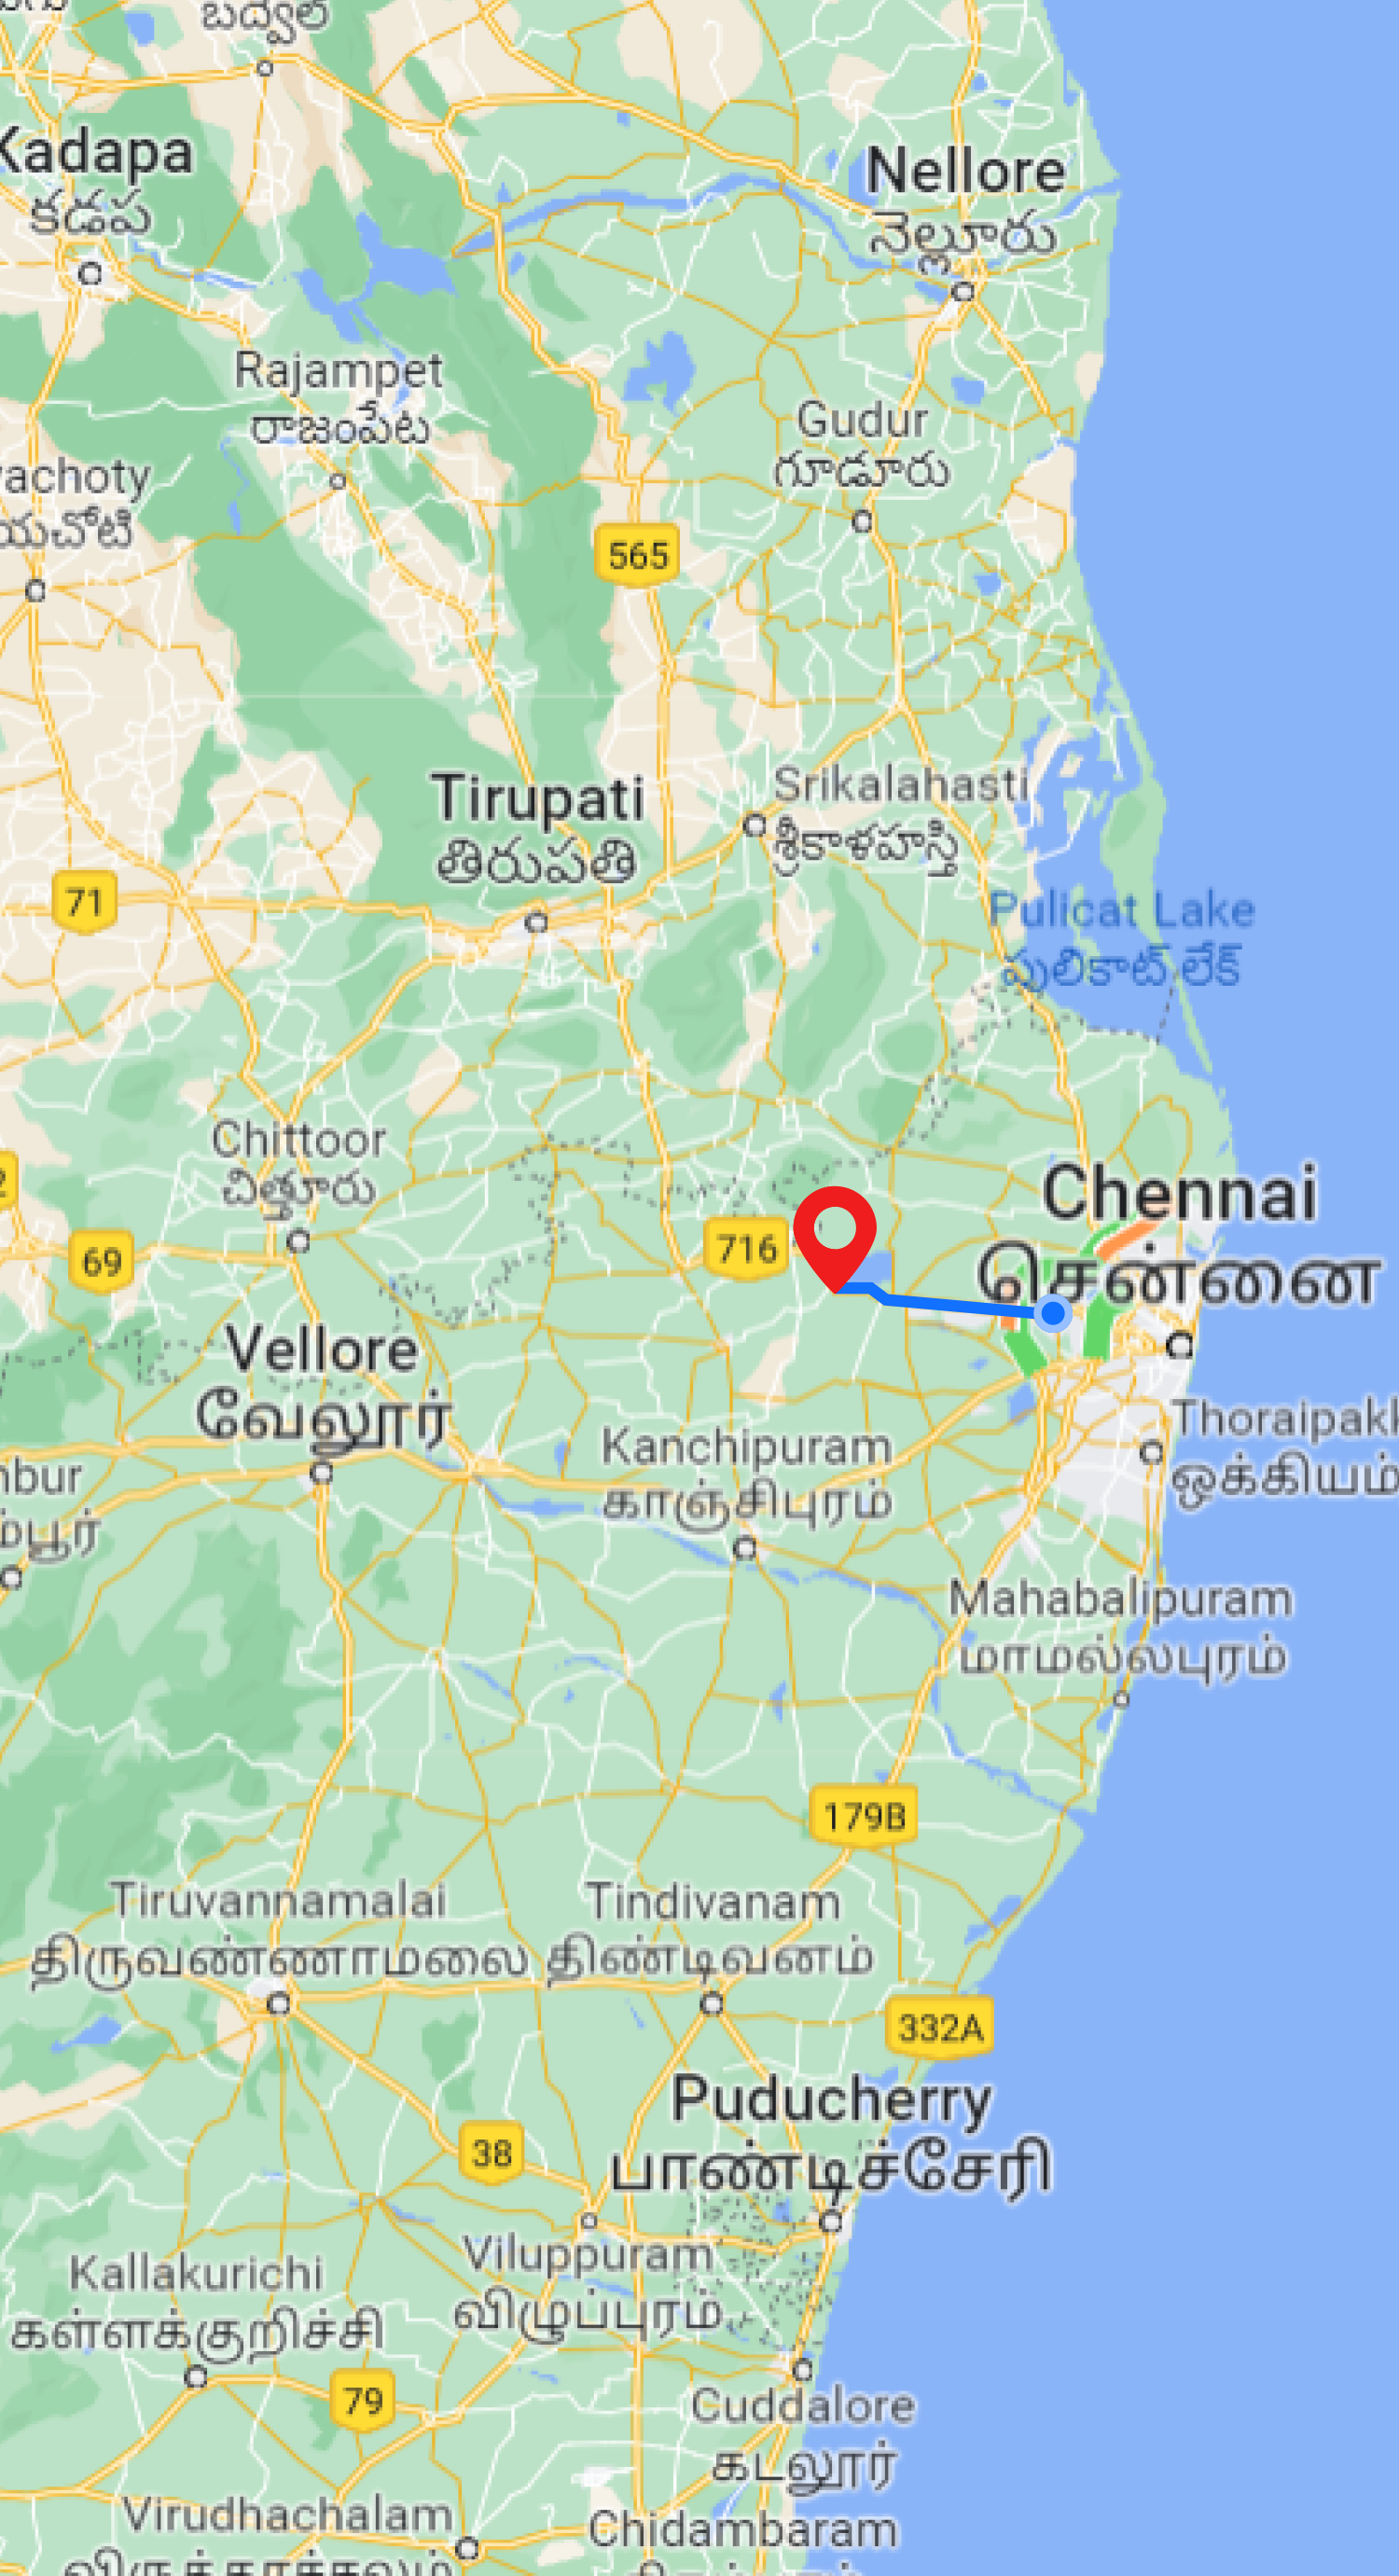 బద్వేల్
Kadapa
కడప
Nellore
నెల్లూరు
Rajampet
రాజంపేట
Gudur
గూడూరు
achoty
యచోటి
565
Tirupati
తిరుపతి
Srikalahasti
శ్రీకాళహస్తి
71
Pulicat Lake
புலிகாட் லேக்
Chittoor
చిత్తూరు
Chennai
சென்னை
716
69
2
Vellore
வேலூர்
Thoraipakk
ஒக்கியம்
Kanchipuram
காஞ்சிபுரம்
nbur
ம்பூர்
Mahabalipuram
மாமல்லபுரம்
179B
Tiruvannamalai
திருவண்ணாமலை
Tindivanam
திண்டிவனம்
332A
Puducherry
பாண்டிச்சேரி
38
Viluppuram
விழுப்புரம்
Kallakurichi
கள்ளக்குறிச்சி
79
Cuddalore
கடலூர்
Virudhachalam
Chidambaram